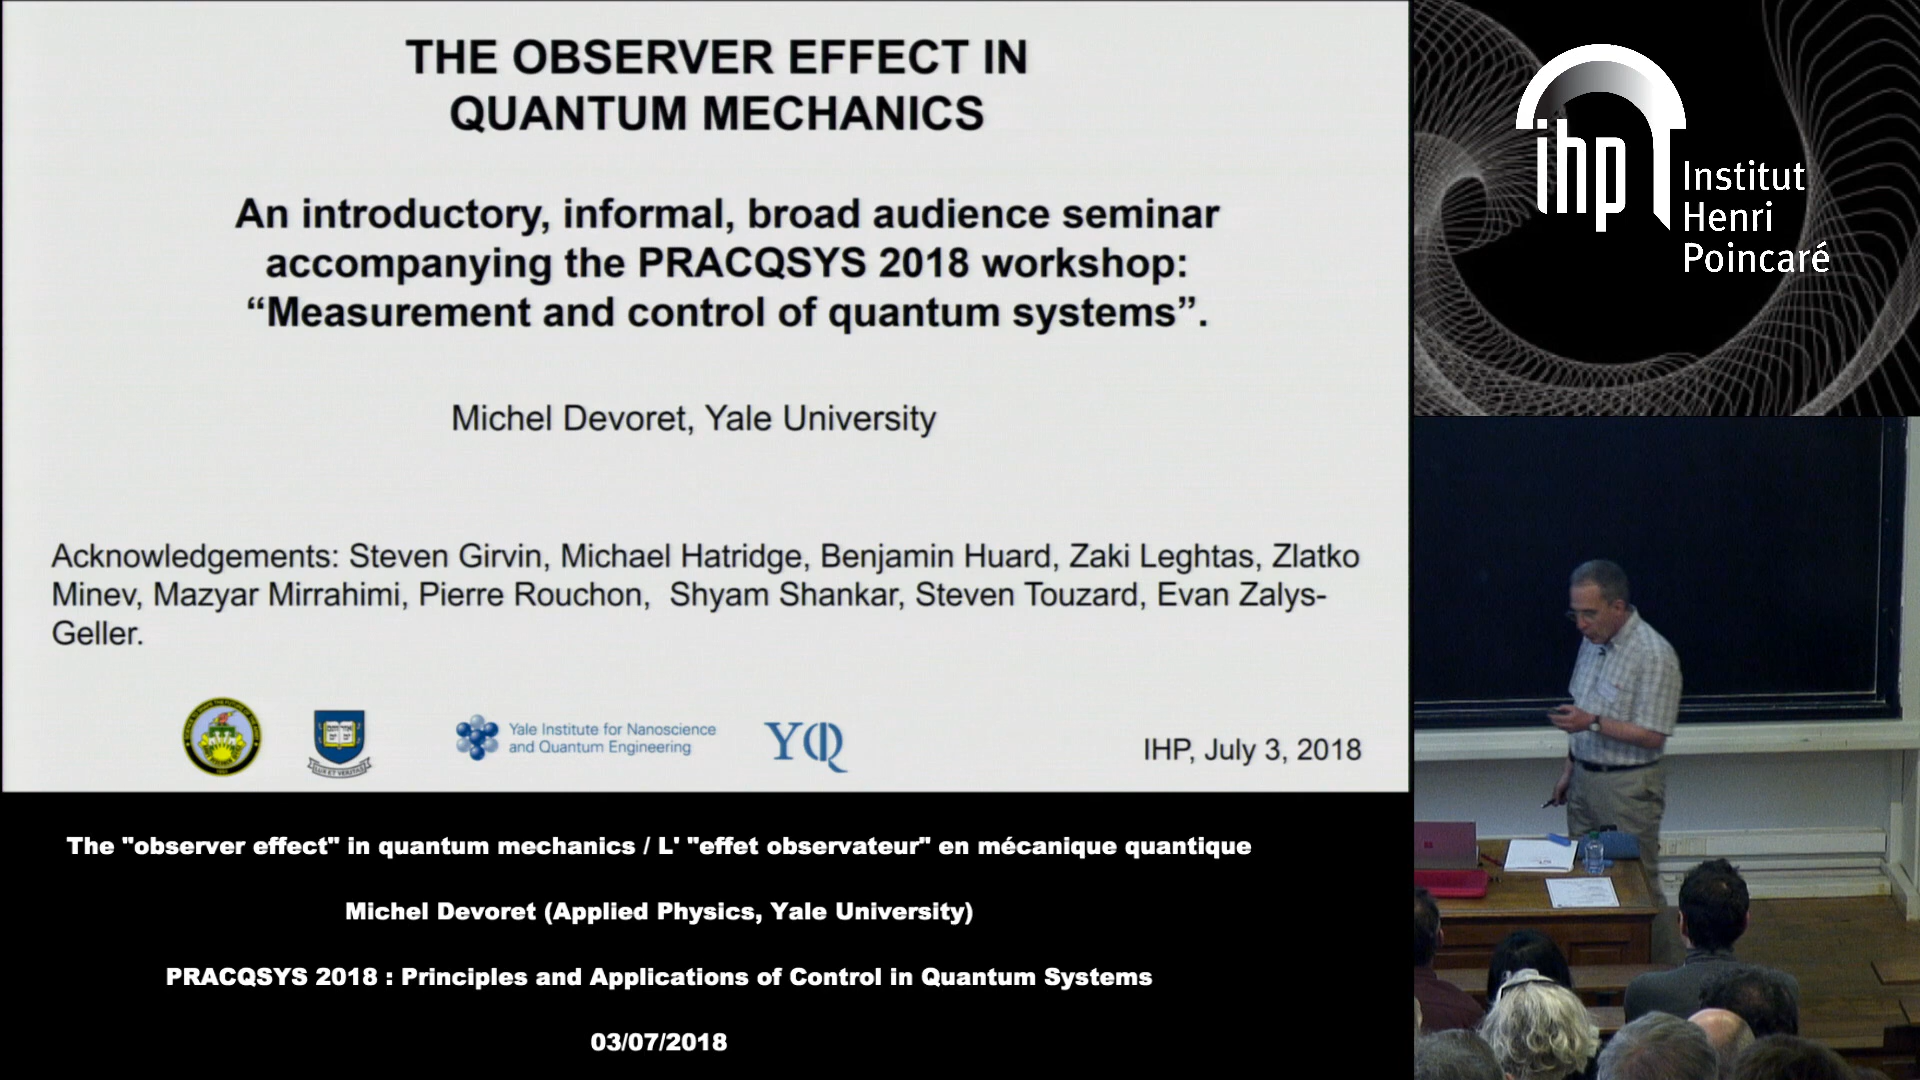 THE OBSERVER EFFECT IN
QUANTUM MECHANICS
An introductory, informal, broad audience seminar
accompanying the PRACQSYS 2018 workshop:
“Measurement and control of quantum systems”.
Michel Devoret, Yale University
Acknowledgements: Steven Girvin, Michael Hatridge, Benjamin Huard, Zaki Leghtas, Zlatko
Minev, Mazyar Mirrahimi, Pierre Rouchon,  Shyam Shankar, Steven Touzard, Evan Zalys-
Geller.
LUX ET VERITAS
Yale Institute for Nanoscience
and Quantum Engineering
YQI
IHP, July 3, 2018
The "observer effect" in quantum mechanics / L' "effet observateur" en mécanique quantique
Michel Devoret (Applied Physics, Yale University)
PRACQSYS 2018 : Principles and Applications of Control in Quantum Systems
03/07/2018
ihp
Institut
Henri
Poincaré